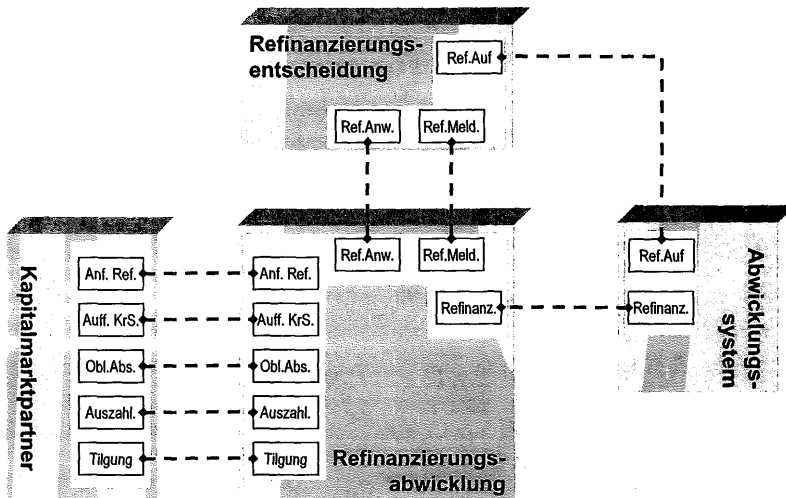 Refinanzierungs-
entscheidung
Ref.Auf
Ref.Anw.
Ref.Meld.
Kapitalmarktpartner
Anf. Ref.
Auff. KrS.
Obl.Abs.
Auszahl.
Tilgung
Ref.Anw.
Ref.Meld.
Anf. Ref.
Refinanz.
Auff. KrS.
Obl.Abs.
Auszahl.
Tilgung
Refinanzierungs-
abwicklung
Ref.Auf
Refinanz.
Abwicklungs-
system